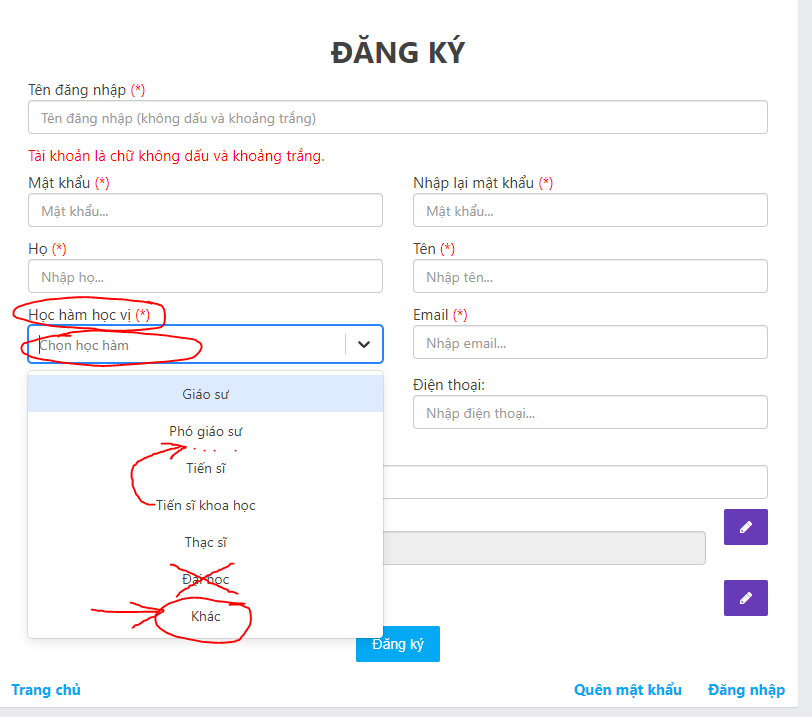 ĐĂNG KÝ
Tên đăng nhập (*)
Tên đăng nhập (không dấu và khoảng trắng)
Tài khoản là chữ không dấu và khoảng trắng.
Mật khẩu (*)
Nhập lại mật khẩu (*)
Mật khẩu...
Mật khẩu...
Họ (*)
Tên (*)
Nhập họ...
Nhập tên...
Học hàm học vị (*)
Email (*)
Chọn học hàm
Nhập email...
Giáo sư
Điện thoại:
Nhập điện thoại...
Phó giáo sư
Tiến sĩ
Tiến sĩ khoa học
Thạc sĩ
Đại học
Khác
Đăng ký
Trang chủ
Quên mật khẩu
Đăng nhập